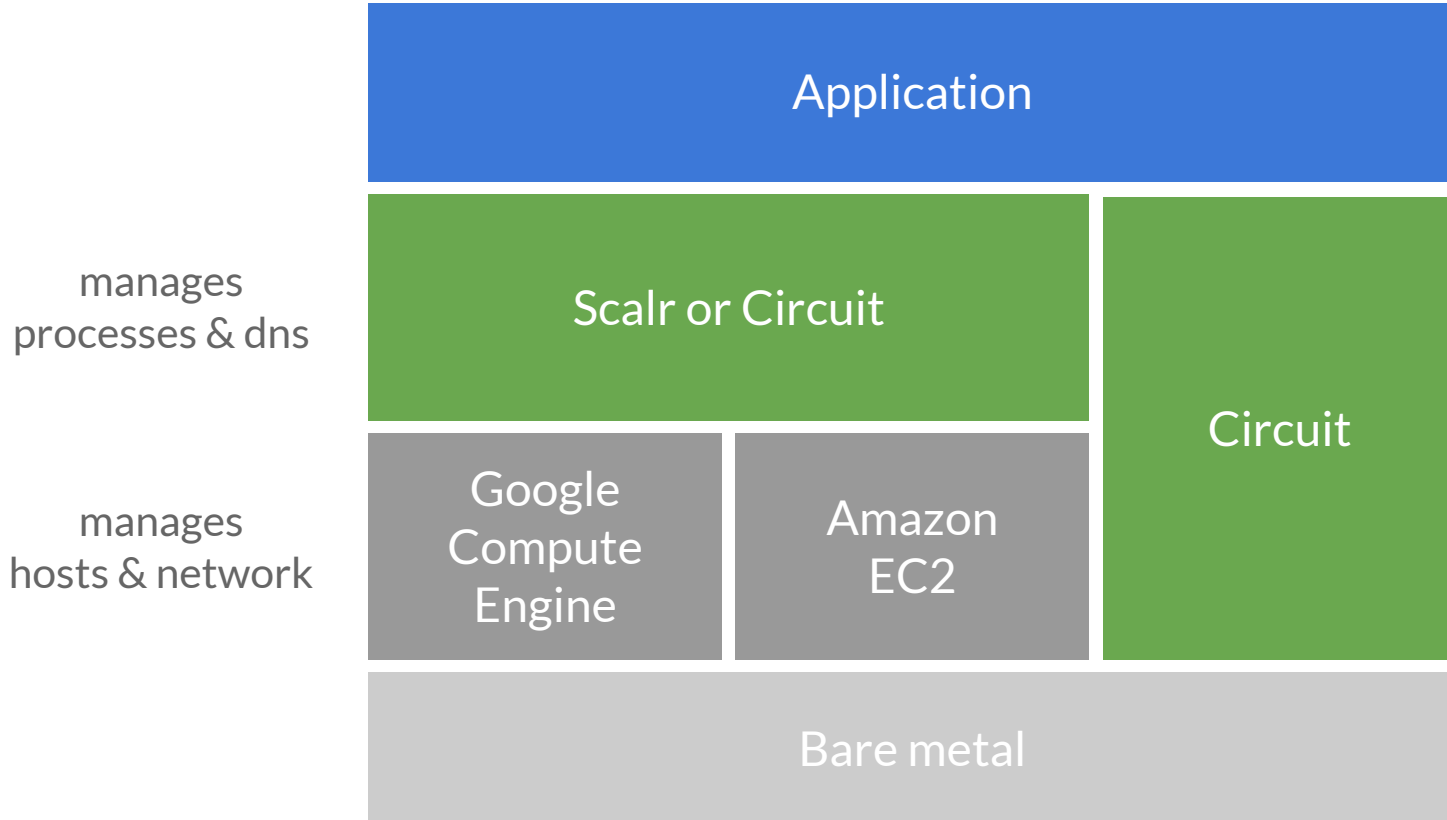 Application
manages
processes & dns
Scalr or Circuit
Circuit
manages
hosts & network
Google
Compute
Engine
Amazon
EC2
Bare metal